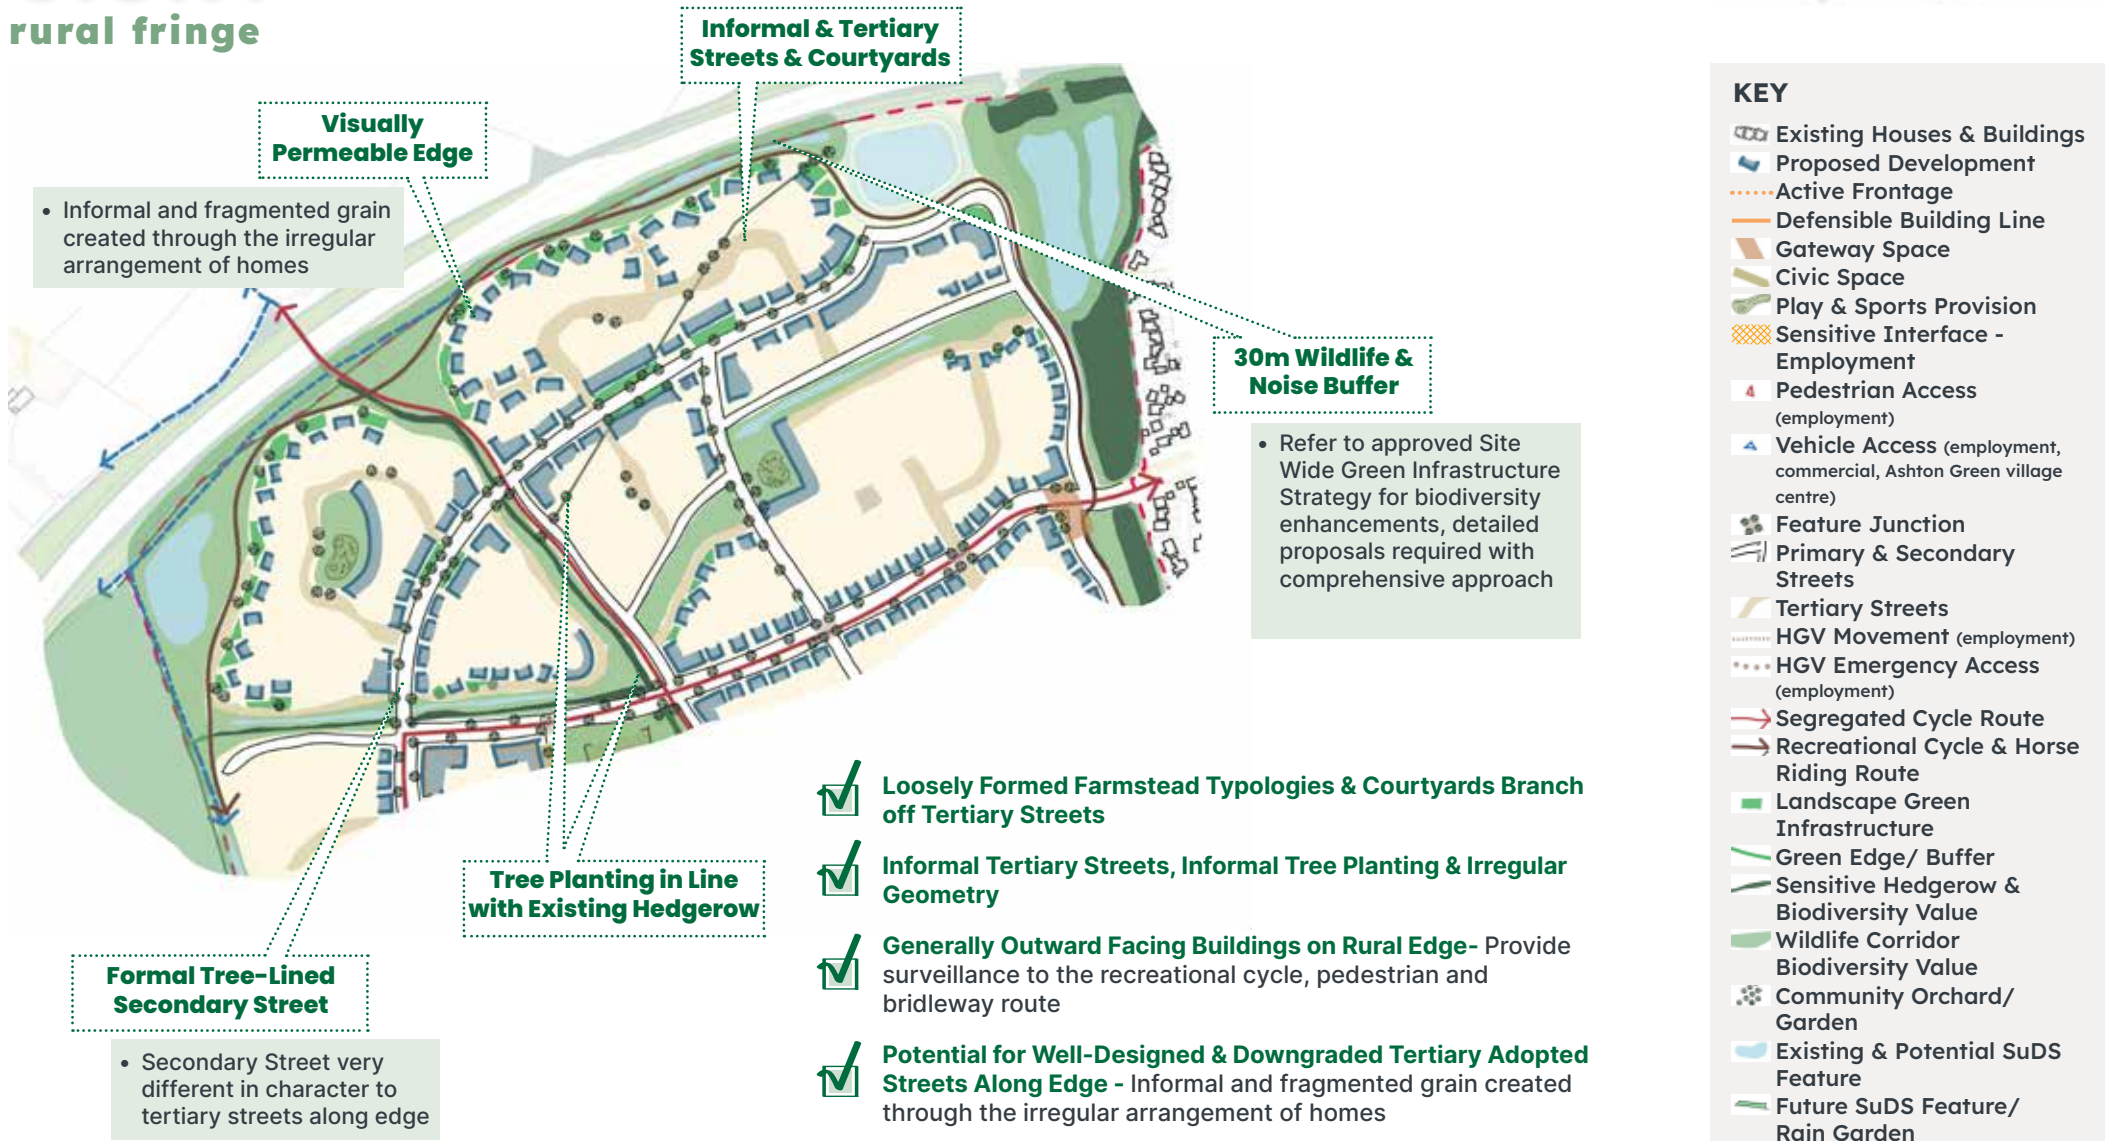 rural fringe
Informal & Tertiary
Streets & Courtyards
Visually
Permeable Edge
• Informal and fragmented grain
created through the irregular
arrangement of homes
30m Wildlife &
Noise Buffer
• Refer to approved Site
Wide Green Infrastructure
Strategy for biodiversity
enhancements, detailed
proposals required with
comprehensive approach
Tree Planting in Line
with Existing Hedgerow
Formal Tree-Lined
Secondary Street
• Secondary Street very
different in character to
tertiary streets along edge
Loosely Formed Farmstead Typologies & Courtyards Branch
off Tertiary Streets
Informal Tertiary Streets, Informal Tree Planting & Irregular
Geometry
Generally Outward Facing Buildings on Rural Edge- Provide
surveillance to the recreational cycle, pedestrian and
bridleway route
Potential for Well-Designed & Downgraded Tertiary Adopted
Streets Along Edge - Informal and fragmented grain created
through the irregular arrangement of homes
KEY
Existing Houses & Buildings
Proposed Development
Active Frontage
Defensible Building Line
Gateway Space
Civic Space
Play & Sports Provision
Sensitive Interface -
Employment
Pedestrian Access
(employment)
Vehicle Access (employment,
commercial, Ashton Green village
centre)
Feature Junction
Primary & Secondary
Streets
Tertiary Streets
HGV Movement (employment)
HGV Emergency Access
(employment)
Segregated Cycle Route
Recreational Cycle & Horse
Riding Route
Landscape Green
Infrastructure
Green Edge/ Buffer
Sensitive Hedgerow &
Biodiversity Value
Wildlife Corridor
Biodiversity Value
Community Orchard/
Garden
Existing & Potential SuDS
Feature
Future SuDS Feature/
Rain Garden